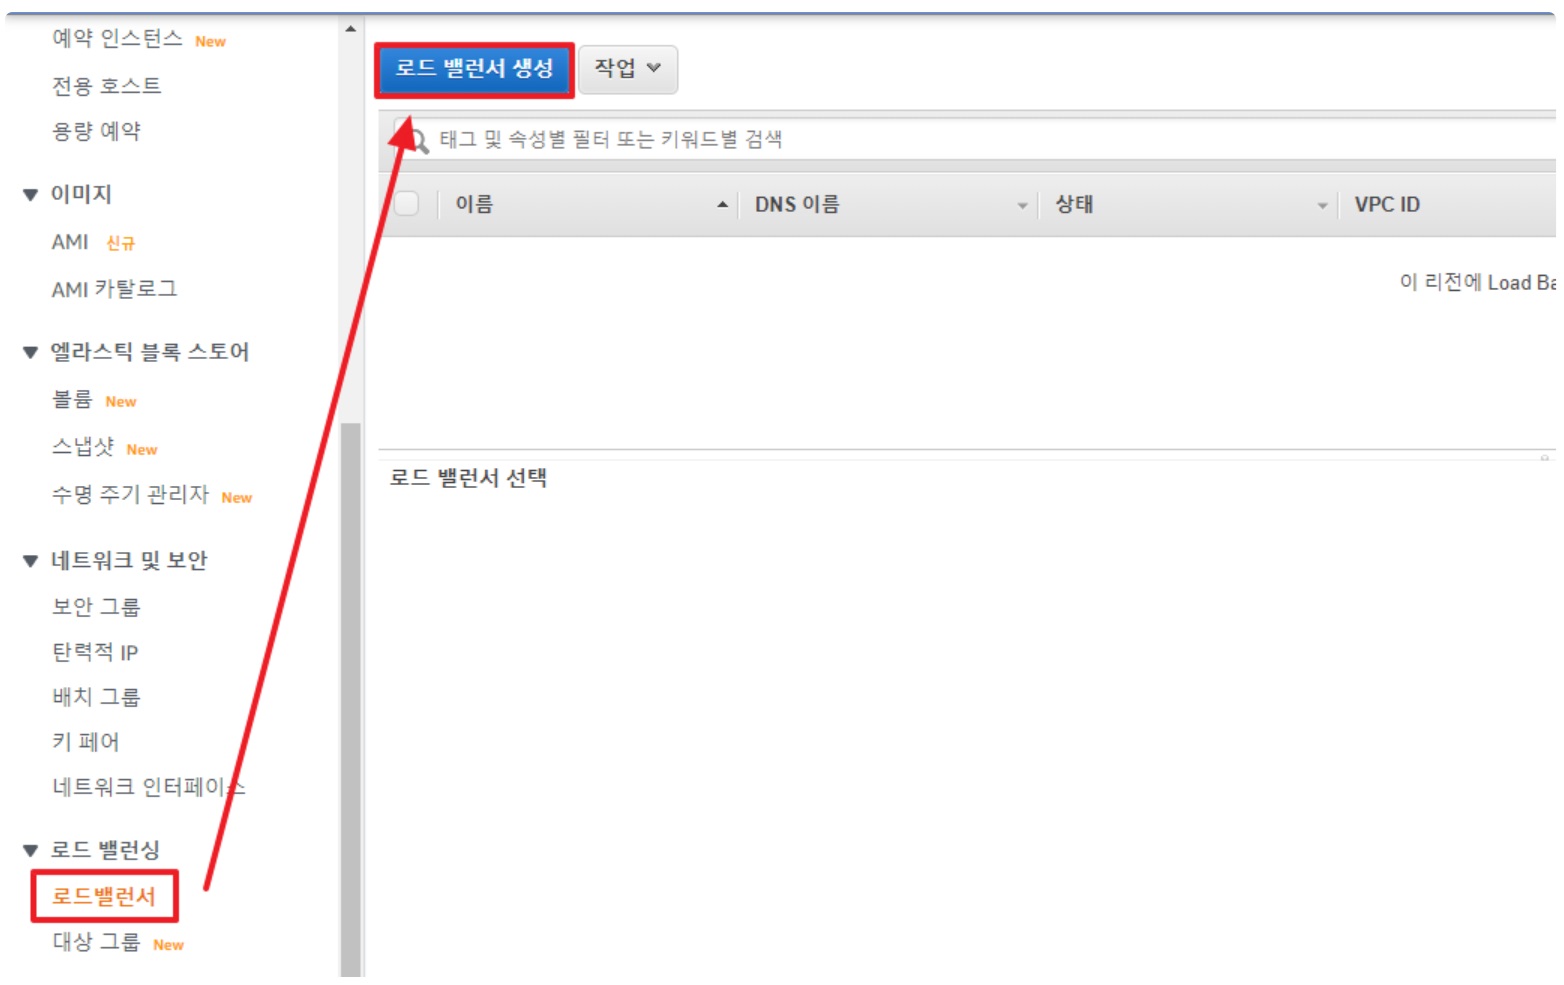 예약 인스턴스 New
전용 호스트
용량 예약
이미지
AMI 신규
AMI 카탈로그
엘라스틱 블록 스토어
볼륨 New
스냅샷 New
수명 주기 관리자 New
네트워크 및 보안
보안 그룹
탄력적 IP
배치 그룹
키 페어
네트워크 인터페이스
로드 밸런싱
로드밸런서
대상 그룹 New
로드 밸런서 생성 작업
태그 및 속성별 필터 또는 키워드별 검색
이름 DNS 이름 상태 VPC ID
이 리전에 Load Ba
로드 밸런서 선택